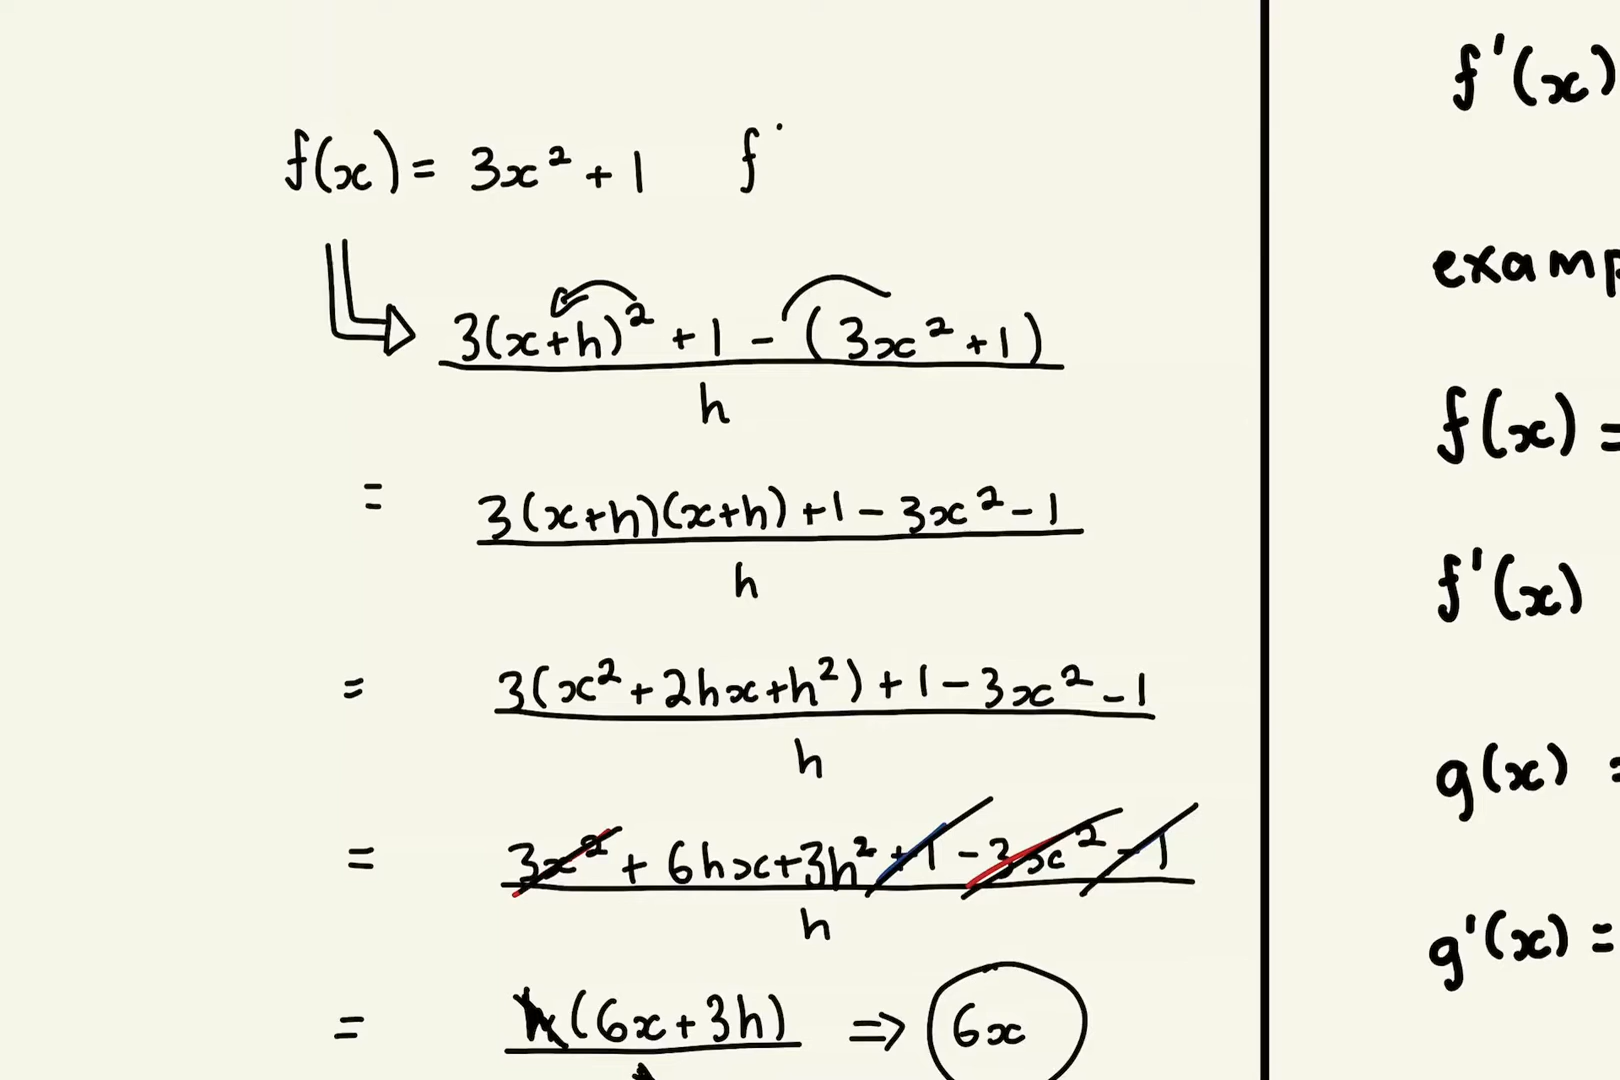 f(x) = 3x² + 1 f
3(x+h)² + 1 - (3x² + 1)
h
= 3(x+h)(x+h) + 1 - 3x² - 1
h
= 3(x² + 2hx + h²) + 1 - 3x² - 1
h
= 3x² + 6hx + 3h² + 1 - 3x² - 1
h
= h(6x + 3h) ⇒ 6x
f'(x)
examp
f(x) =
f'(x)
g(x) =
g'(x) =